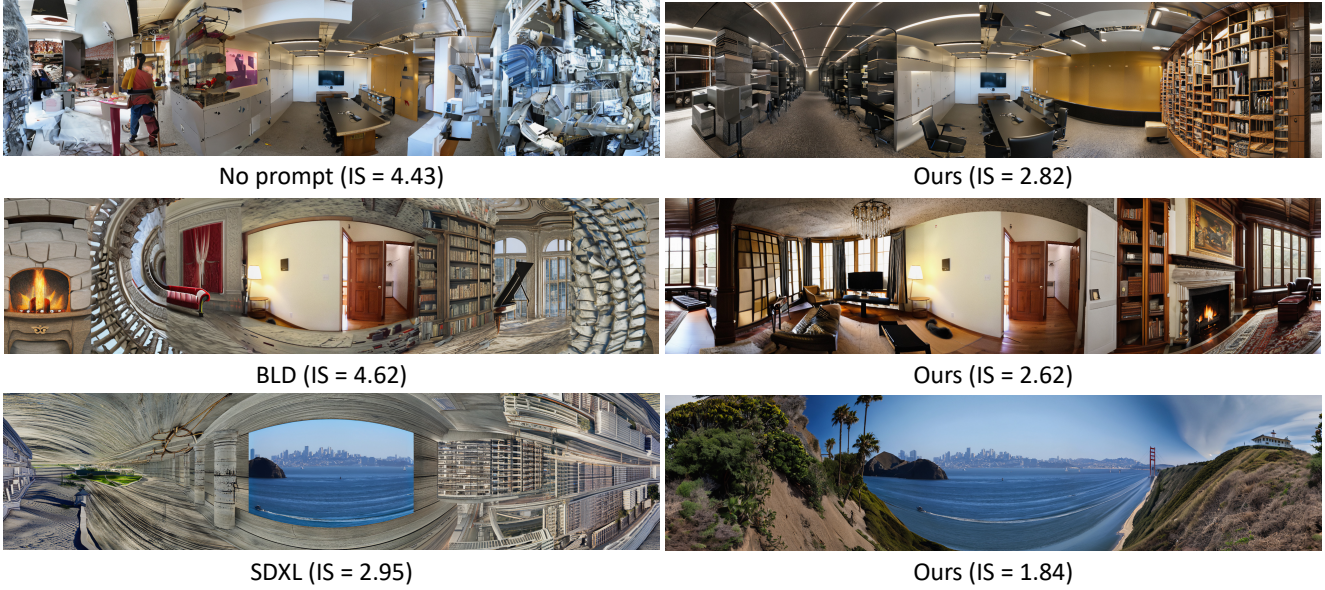 No prompt (IS = 4.43)
Ours (IS = 2.82)
BLD (IS = 4.62)
Ours (IS = 2.62)
SDXL (IS = 2.95)
Ours (IS = 1.84)